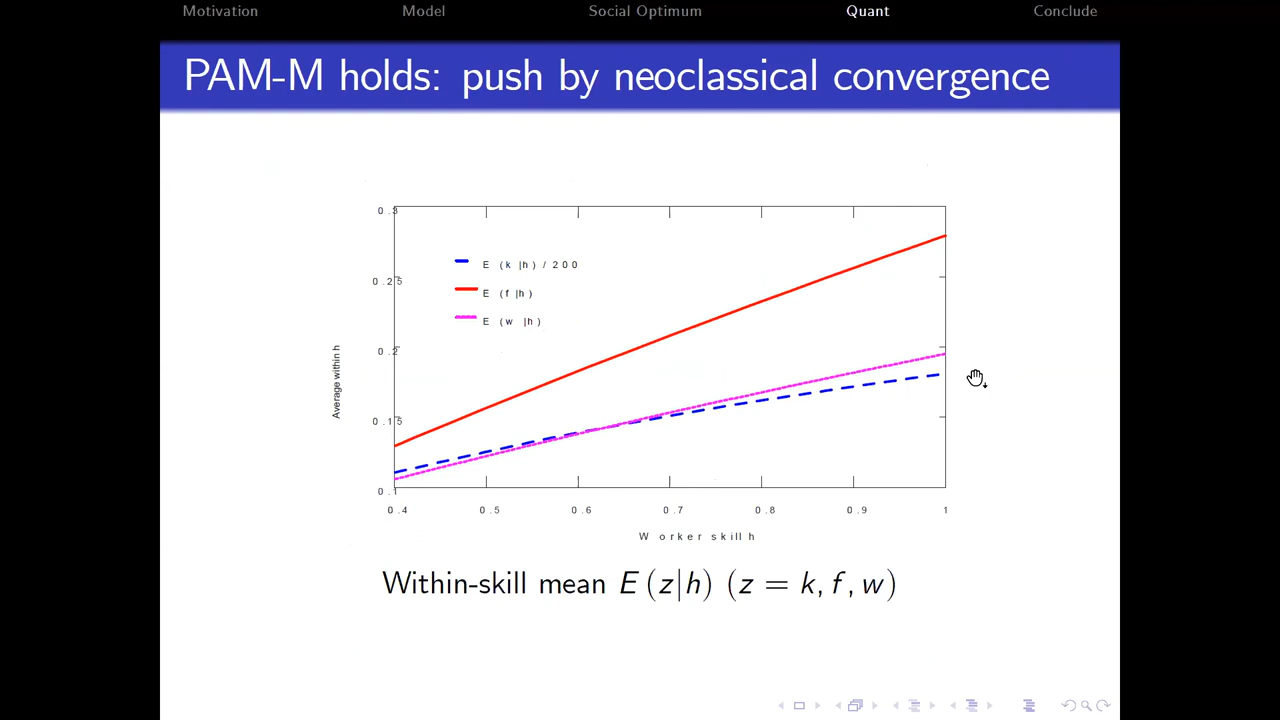 Motivation Model Social Optimum Quant Conclude
PAM-M holds: push by neoclassical convergence
0.3
0.25
0.2
0.15
0.1
E (k |h) / 200
E (f |h)
E (w |h)
Average within h
0.4 0.5 0.6 0.7 0.8 0.9 1
Worker skill h
Within-skill mean E (z|h) (z = k, f, w)